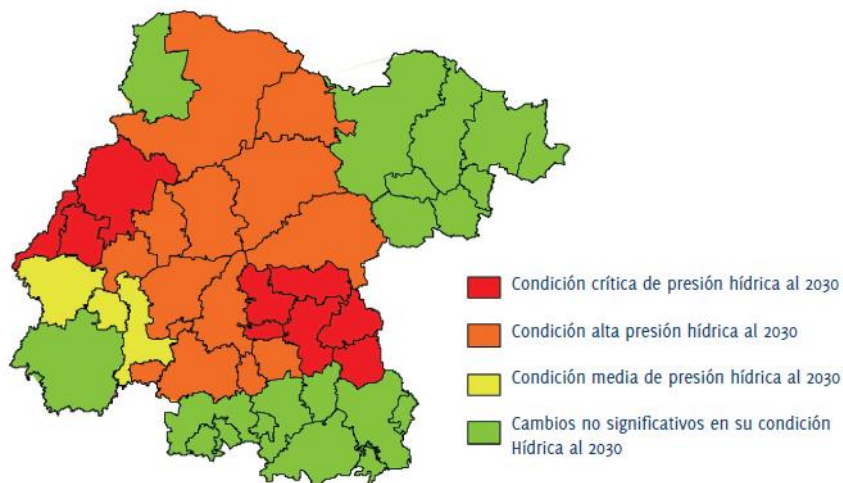 Condición crítica de presión hídrica al 2030
Condición alta presión hídrica al 2030
Condición media de presión hídrica al 2030
Cambios no significativos en su condición
Hídrica al 2030